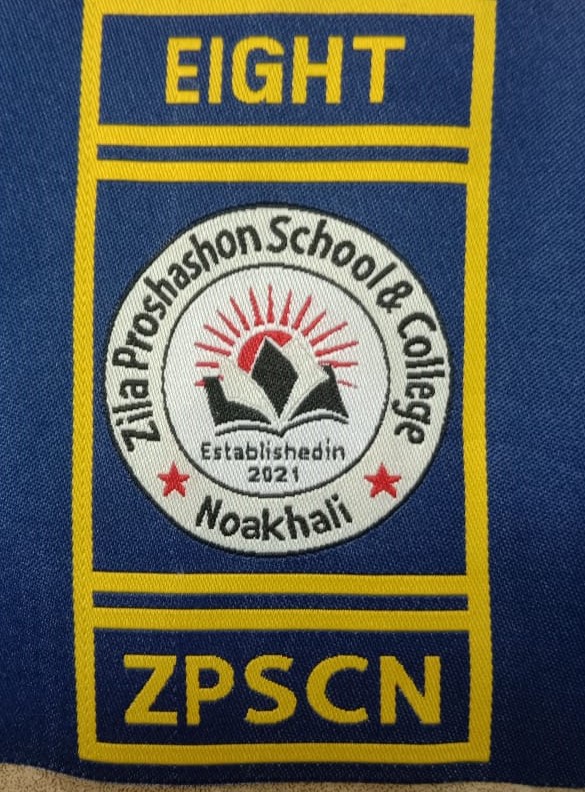 EIGHT
Zila Proshashon School & College
Establishedin
2021
Noakhali
ZPSCN